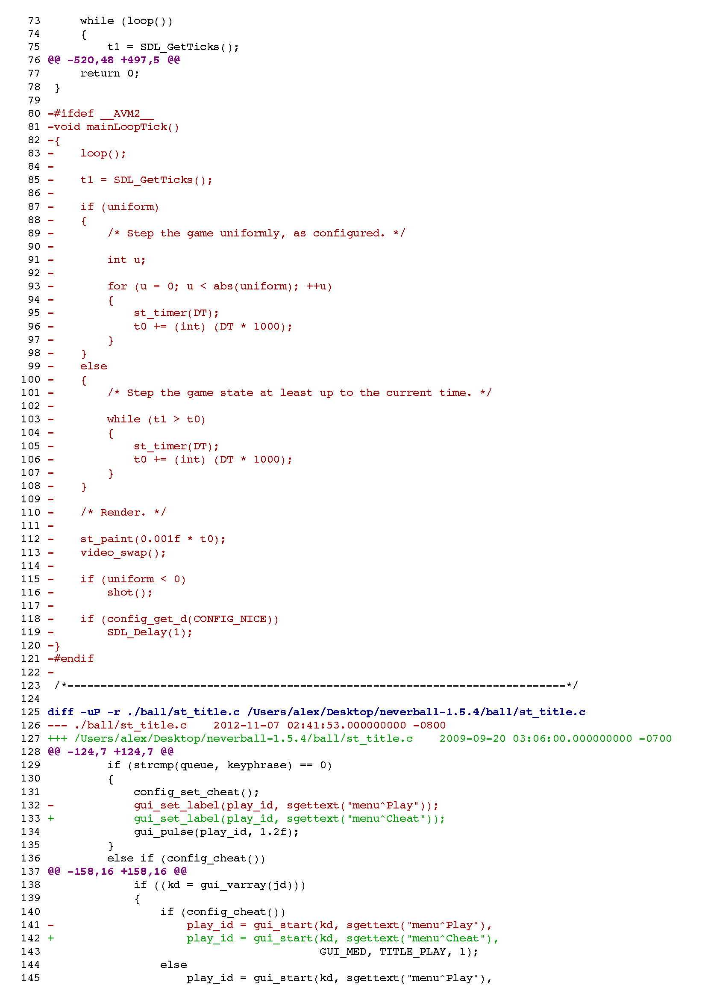 73      while (loop())
74      {
75          t1 = SDL_GetTicks();
76 @@ -520,48 +497,5 @@
77      return 0;
78  }
79
80 -#ifdef __AVM2__
81 -void mainLoopTick()
82 -{
83 -    loop();
84 -
85 -    t1 = SDL_GetTicks();
86 -
87 -    if (uniform)
88 -    {
89 -        /* Step the game uniformly, as configured. */
90 -
91 -        int u;
92 -
93 -        for (u = 0; u < abs(uniform); ++u)
94 -        {
95 -            st_timer(DT);
96 -            t0 += (int) (DT * 1000);
97 -        }
98 -    }
99 -    else
100 -    {
101 -        /* Step the game state at least up to the current time. */
102 -
103 -        while (t1 > t0)
104 -        {
105 -            st_timer(DT);
106 -            t0 += (int) (DT * 1000);
107 -        }
108 -    }
109 -
110 -    /* Render. */
111 -
112 -    st_paint(0.001f * t0);
113 -    video_swap();
114 -
115 -    if (uniform < 0)
116 -        shot();
117 -
118 -    if (config_get_d(CONFIG_NICE))
119 -        SDL_Delay(1);
120 -}
121 -#endif
122 -
123  /*---------------------------------------------------------------------------*/
124
125 diff -uP -r ./ball/st_title.c /Users/alex/Desktop/neverball-1.5.4/ball/st_title.c
126 --- ./ball/st_title.c    2012-11-07 02:41:53.000000000 -0800
127 +++ /Users/alex/Desktop/neverball-1.5.4/ball/st_title.c    2009-09-20 03:06:00.000000000 -0700
128 @@ -124,7 +124,7 @@
129          if (strcmp(queue, keyphrase) == 0)
130          {
131              config_set_cheat();
132 -            gui_set_label(play_id, sgettext("menu^Play"));
133 +            gui_set_label(play_id, sgettext("menu^Cheat"));
134              gui_pulse(play_id, 1.2f);
135          }
136          else if (config_cheat())
137 @@ -158,16 +158,16 @@
138              if ((kd = gui_varray(jd)))
139              {
140                  if (config_cheat())
141 -                    play_id = gui_start(kd, sgettext("menu^Play"),
142 +                    play_id = gui_start(kd, sgettext("menu^Cheat"),
143                                          GUI_MED, TITLE_PLAY, 1);
144                  else
145                      play_id = gui_start(kd, sgettext("menu^Play"),